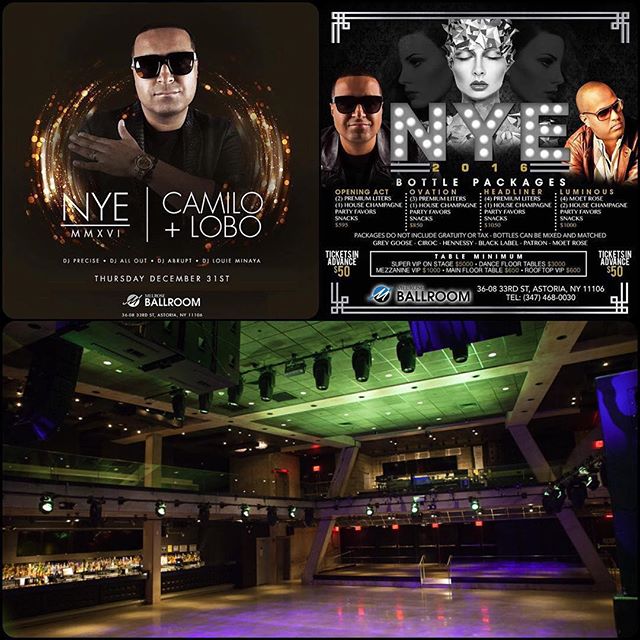 NYE
MMXVI
CAMILO
+ LOBO
DJ PRECISE • DJ ALL OUT • DJ ABRUPT • DJ LOUIE MINAYA
THURSDAY DECEMBER 31ST
MELROSE
BALLROOM
36-08 33RD ST, ASTORIA, NY 11106
NYE
2016
BOTTLE PACKAGES
OPENING ACT
(2) PREMIUM LITERS
(1) HOUSE CHAMPAGNE
PARTY FAVORS
SNACKS
$595
OVATION
(3) PREMIUM LITERS
(1) HOUSE CHAMPAGNE
PARTY FAVORS
SNACKS
$850
HEADLINER
(4) PREMIUM LITERS
(1) HOUSE CHAMPAGNE
PARTY FAVORS
SNACKS
$1050
LUMINOUS
(4) MOET ROSE
(2) HOUSE CHAMPAGNE
PARTY FAVORS
SNACKS
$1000
PACKAGES DO NOT INCLUDE GRATUITY OR TAX - BOTTLES CAN BE MIXED AND MATCHED
GREY GOOSE - CIROC - HENNESSY - BLACK LABEL - PATRON - MOET ROSE
TICKETS IN
ADVANCE
$50
TABLE MINIMUM
SUPER VIP ON STAGE $5000 • DANCE FLOOR TABLES $3000
MEZZANINE VIP $1000 • MAIN FLOOR TABLE $650 • ROOFTOP VIP $600
TICKETS IN
ADVANCE
$50
MELROSE
BALLROOM
36-08 33RD ST, ASTORIA, NY 11106
TEL: (347) 468-0030